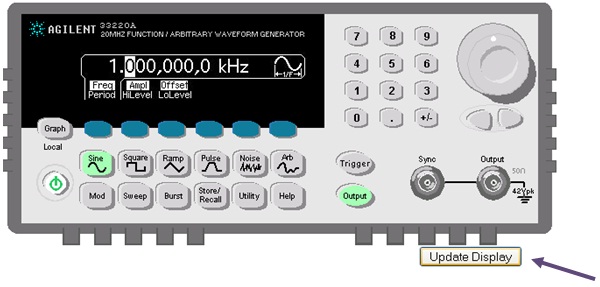 AGILENT 33220A
20MHZ FUNCTION / ARBITRARY WAVEFORM GENERATOR
1.000,000,0 kHz
←1/F→
Freq Ampl Offset
Period HiLevel LoLevel
Graph
Local
Sine Square Ramp Pulse Noise Arb
Mod Sweep Burst Store/ Recall Utility Help
7 8 9
4 5 6
1 2 3
0 . +/-
Trigger
Output
Sync Output
50Ω
42Vpk
Update Display